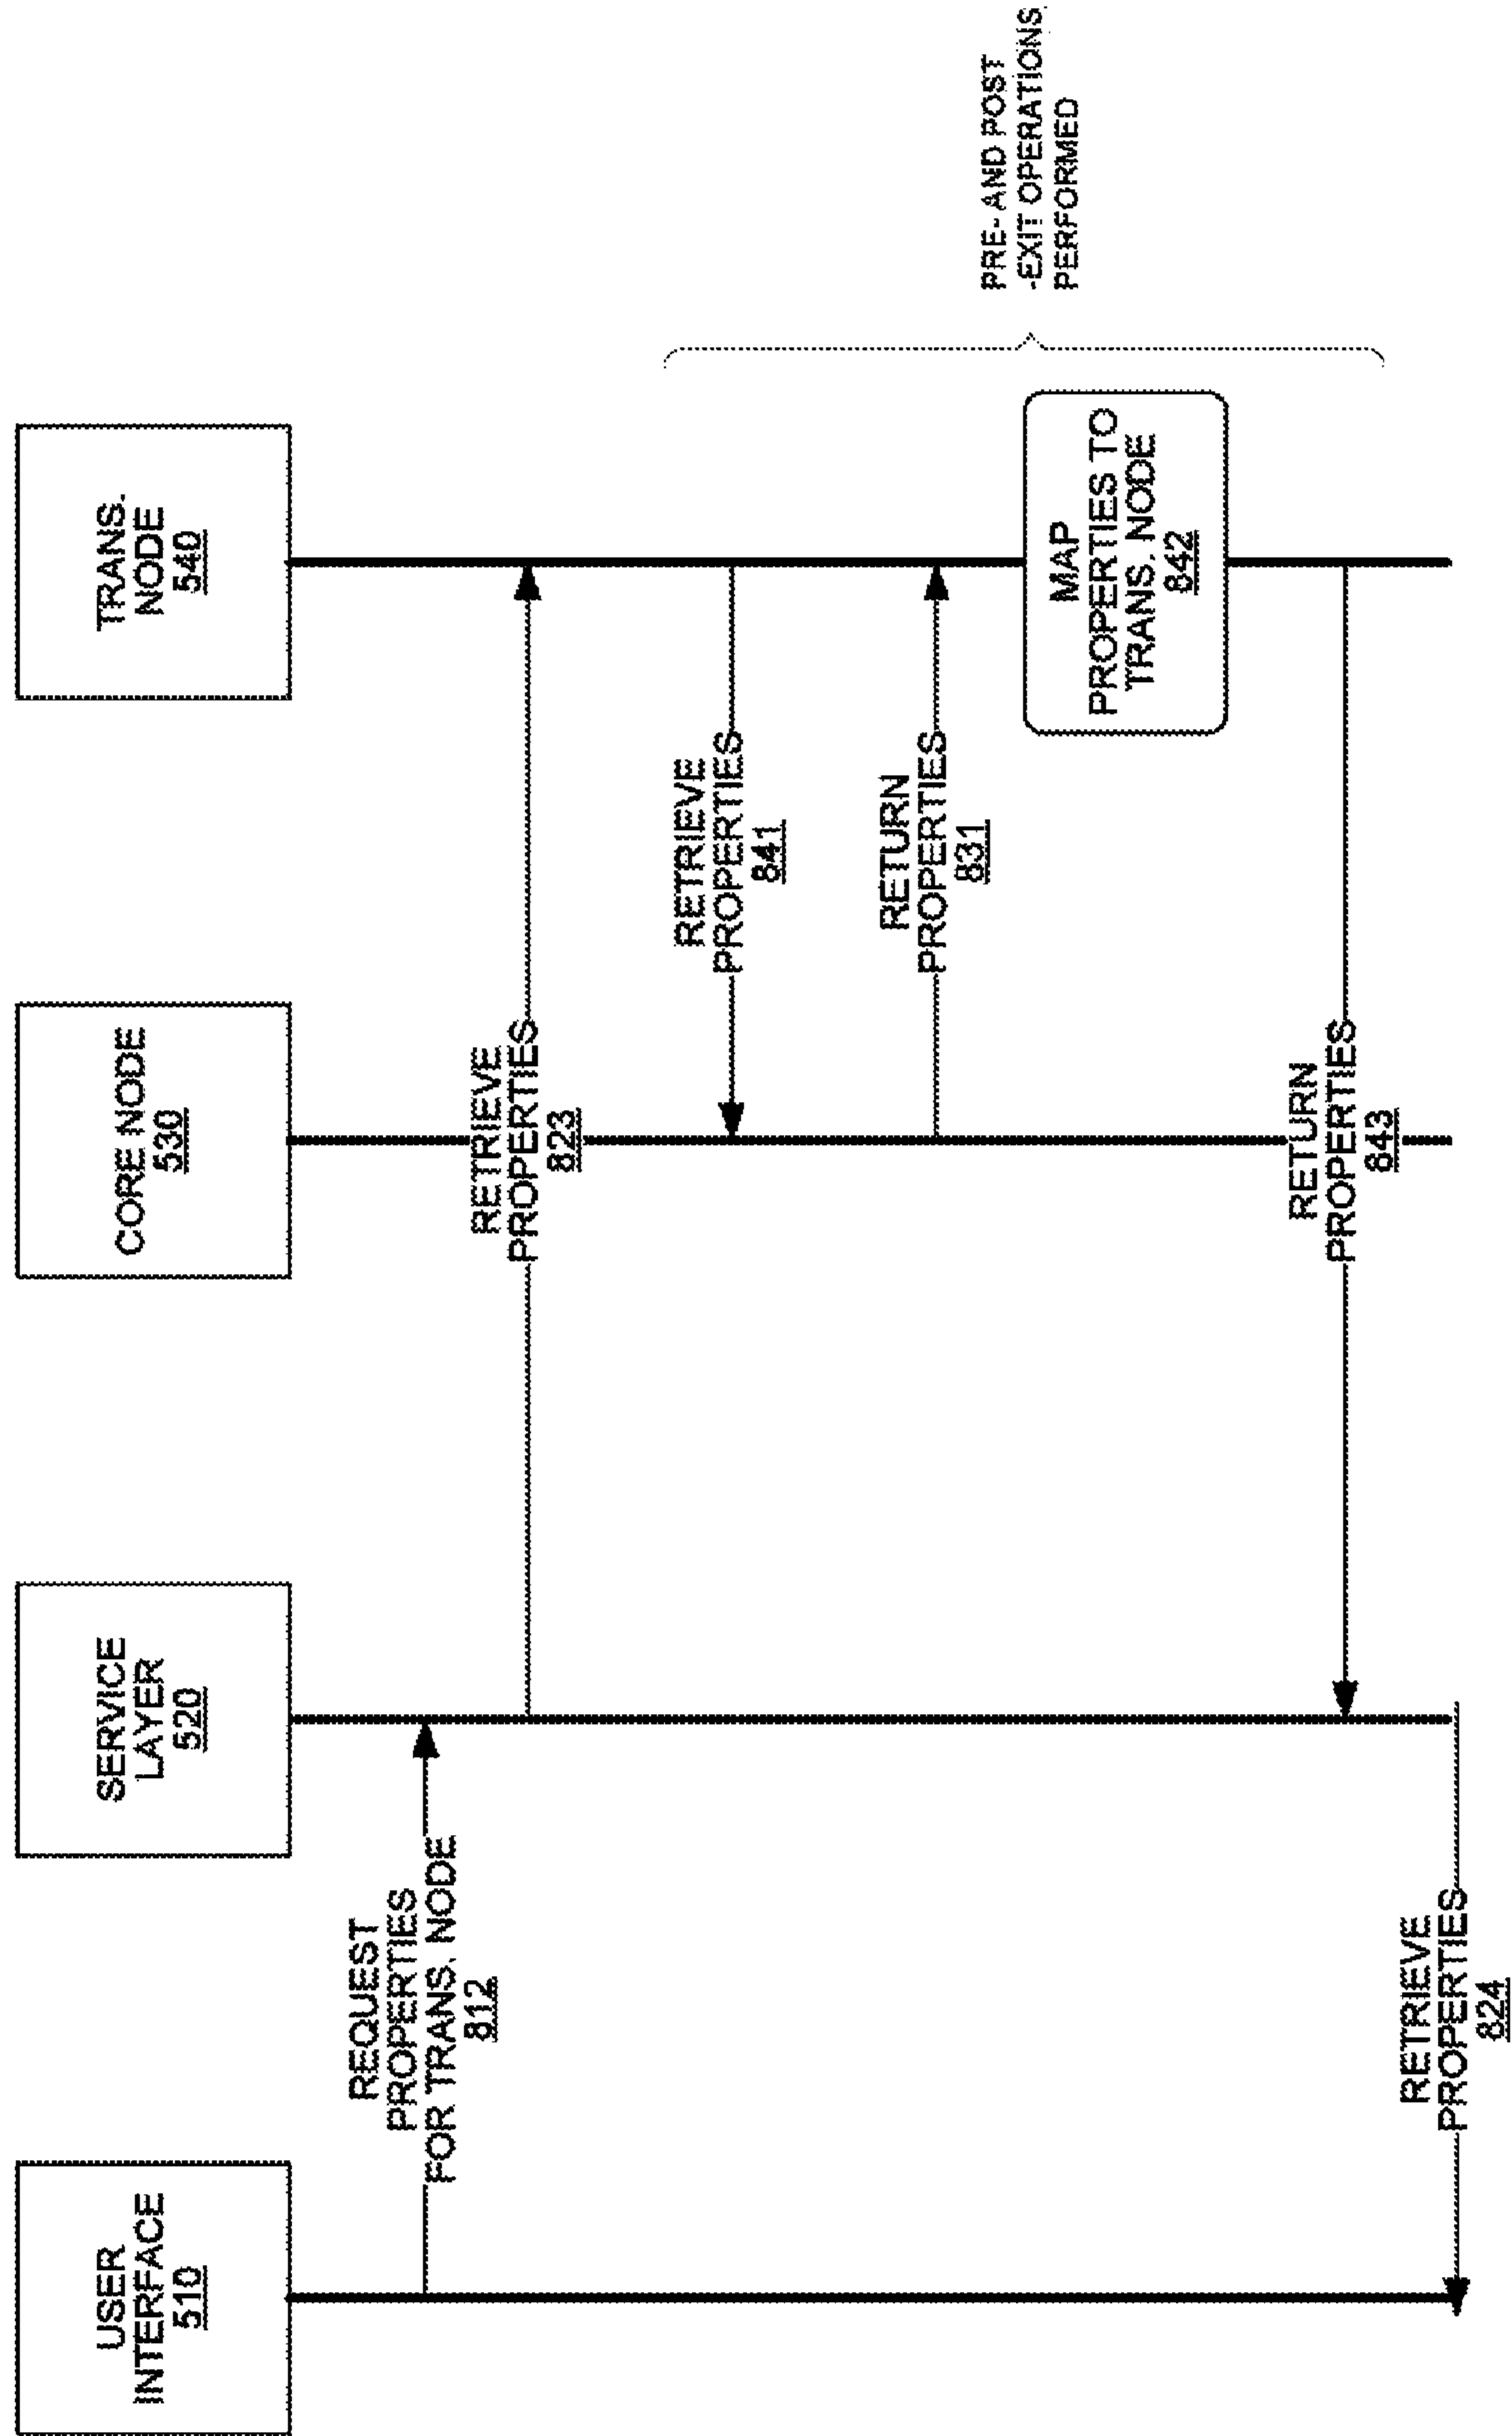 USER
INTERFACE
510
SERVICE
LAYER
520
CORE NODE
530
TRANS.
NODE
540
REQUEST
PROPERTIES
FOR TRANS. NODE
812
RETRIEVE
PROPERTIES
823
RETRIEVE
PROPERTIES
841
RETURN
PROPERTIES
831
MAP
PROPERTIES TO
TRANS. NODE
842
PRE- AND POST
-EXIT OPERATIONS
PERFORMED
RETURN
PROPERTIES
843
RETRIEVE
PROPERTIES
824